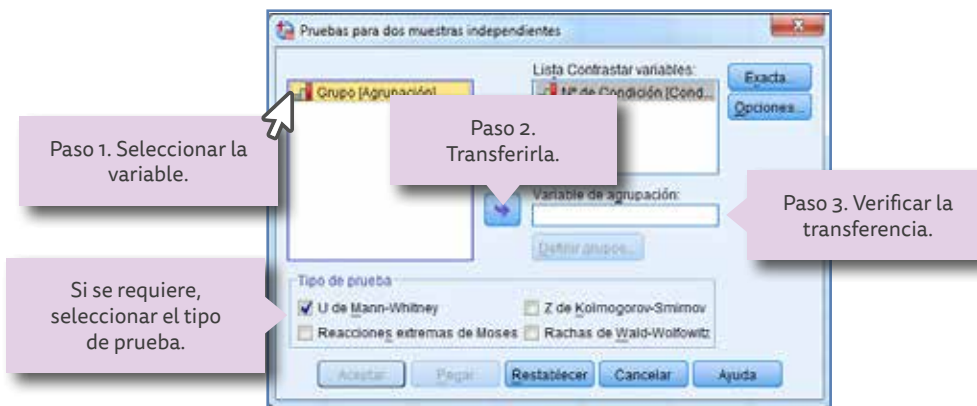 Pruebas para dos muestras independientes
Lista Contrastar variables:
Grupo [Agrupación]
Nº de Condición [Cond...
Exacta...
Opciones...
Paso 1. Seleccionar la
variable.
Paso 2.
Transferirla.
Variable de agrupación:
Paso 3. Verificar la
transferencia.
Definir grupos...
Si se requiere,
seleccionar el tipo
de prueba.
Tipo de prueba
U de Mann-Whitney
Z de Kolmogorov-Smirnov
Reacciones extremas de Moses
Rachas de Wald-Wolfowitz
Aceptar
Pegar
Restablecer
Cancelar
Ayuda